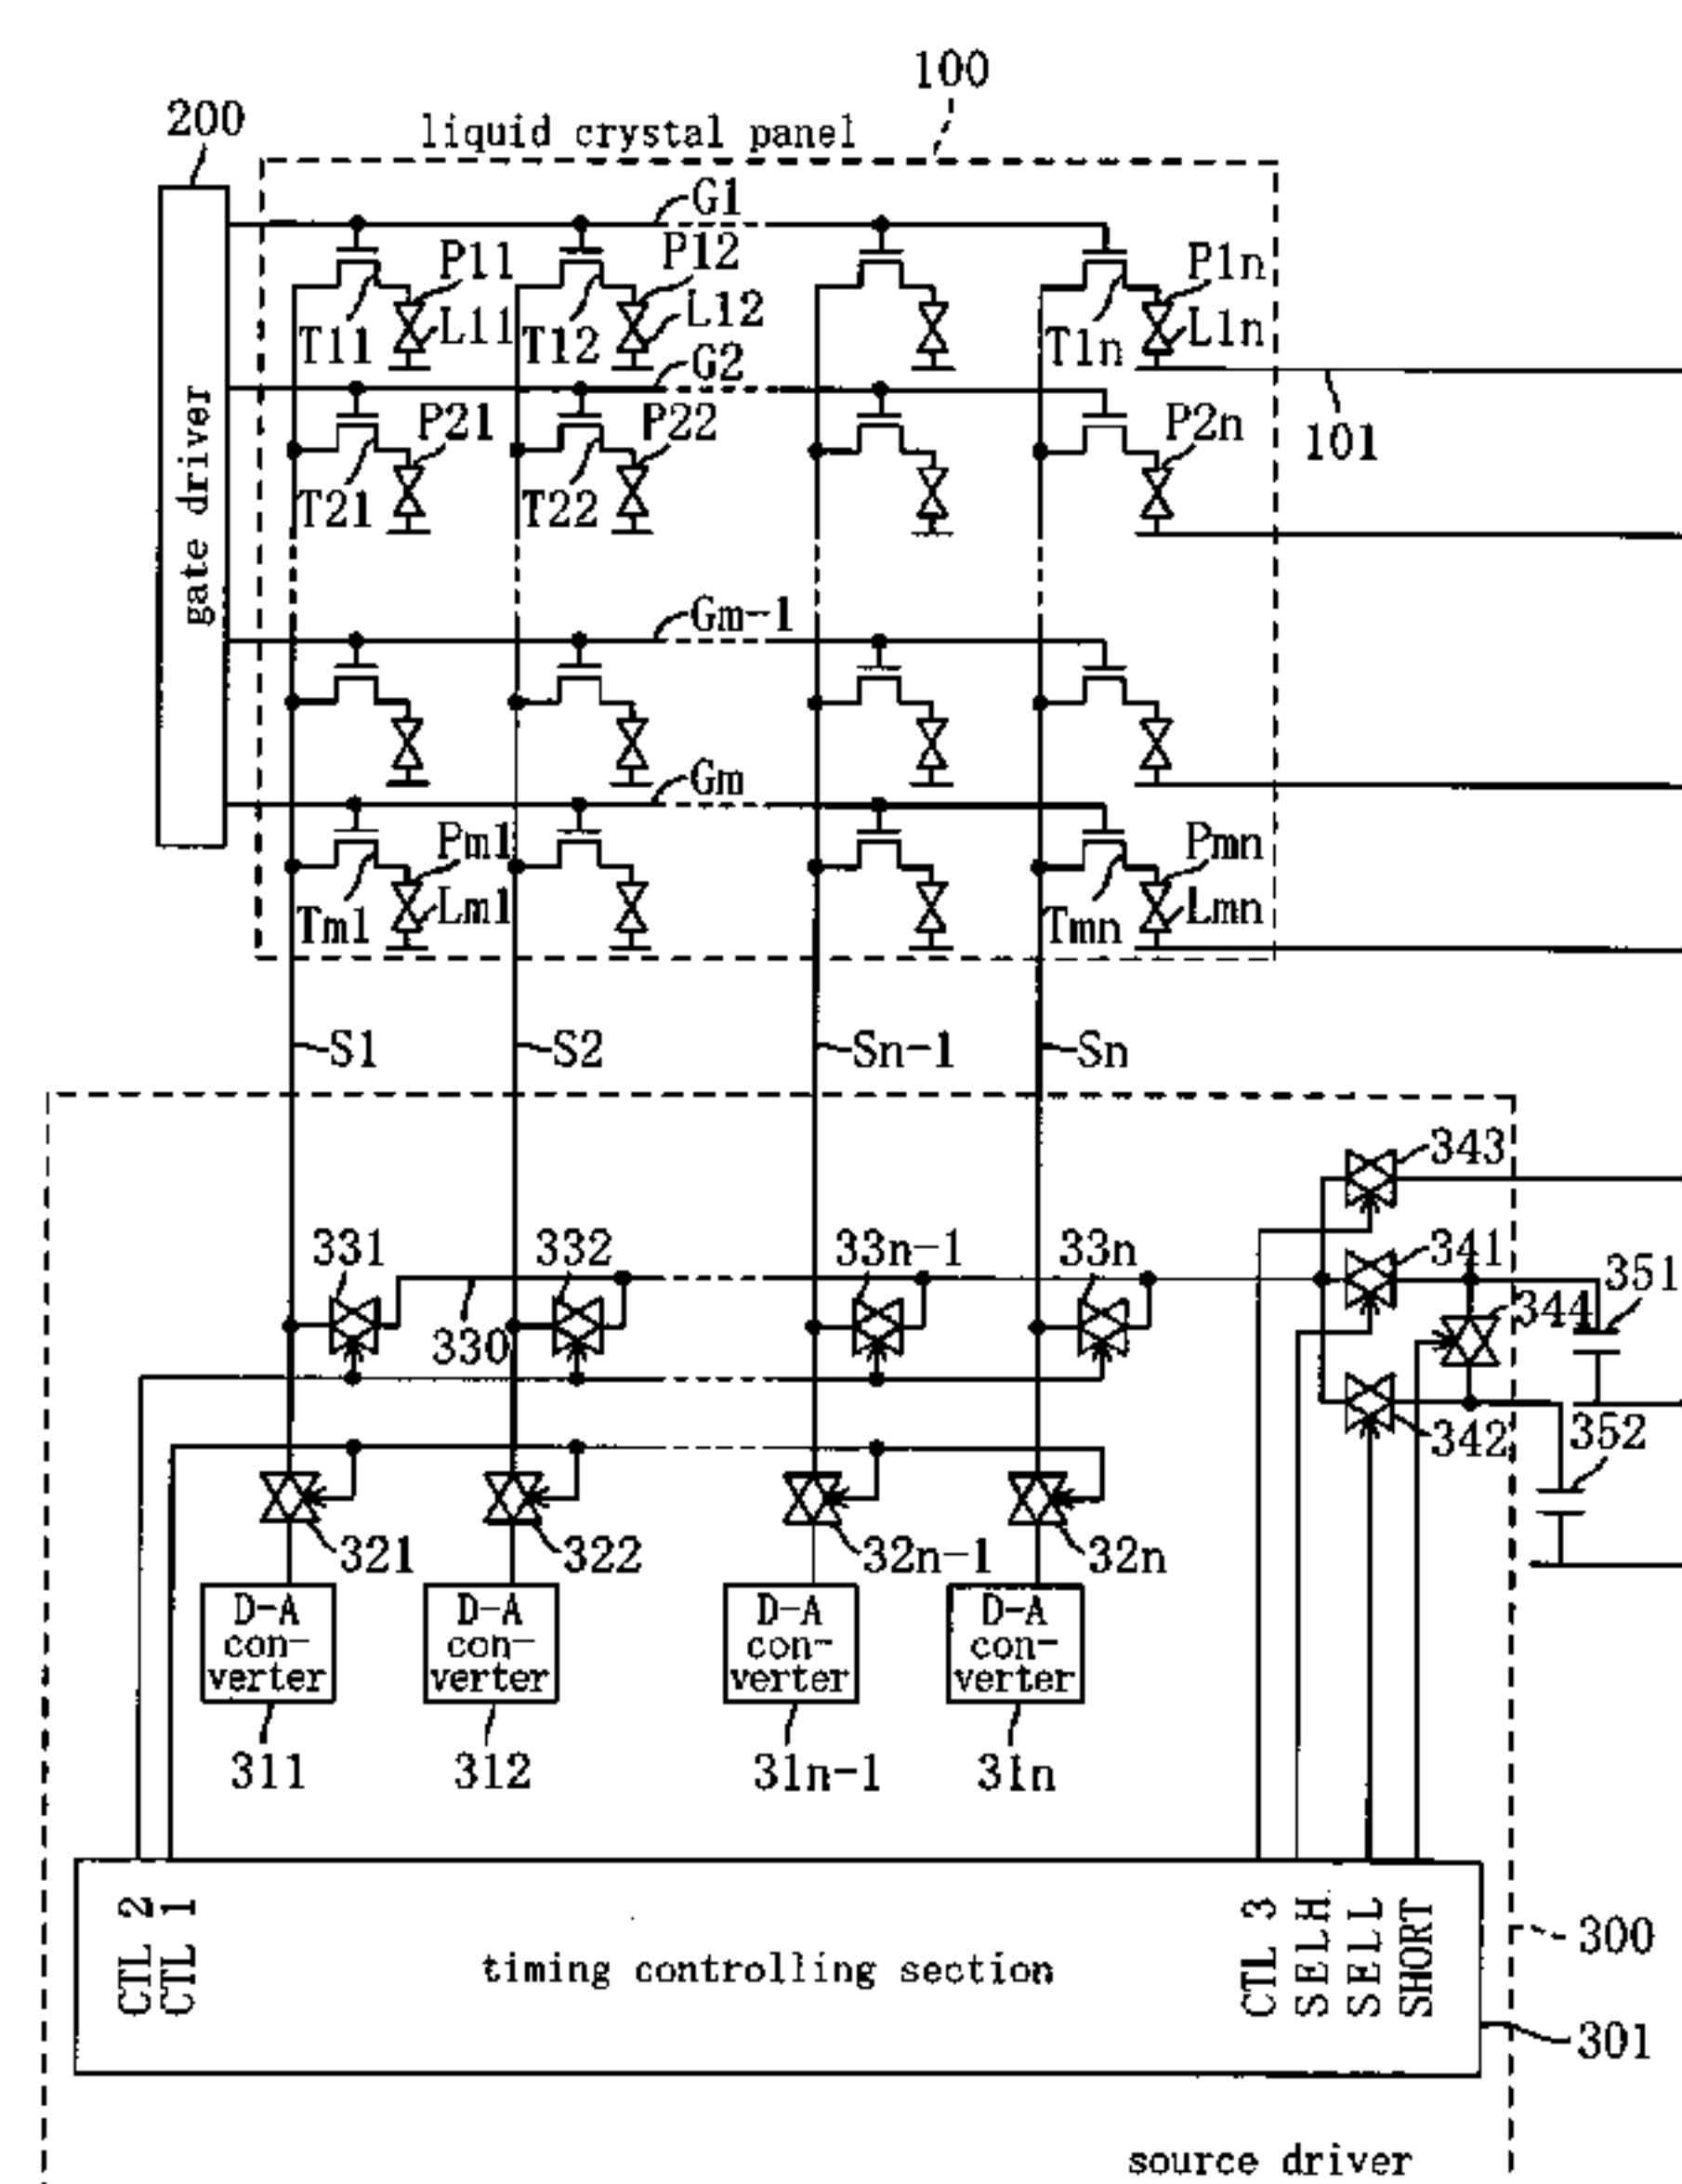 100
200
liquid crystal panel
G1
P11
P12
P1n
L11
L12
L1n
T11
T12
T1n
G2
101
P21
P22
P2n
T21
T22
gate driver
Gm-1
Gm
Pm1
Pmn
Lm1
Lmn
Tm1
Tmn
S1
S2
Sn-1
Sn
343
331
332
33n-1
33n
341
351
344
330
342
352
321
322
32n-1
32n
D-A
con-
verter
D-A
con-
verter
D-A
con-
verter
D-A
con-
verter
311
312
31n-1
31n
CTL 2
CTL 1
timing controlling section
CTL 3
SELH
SELL
SHORT
300
301
source driver